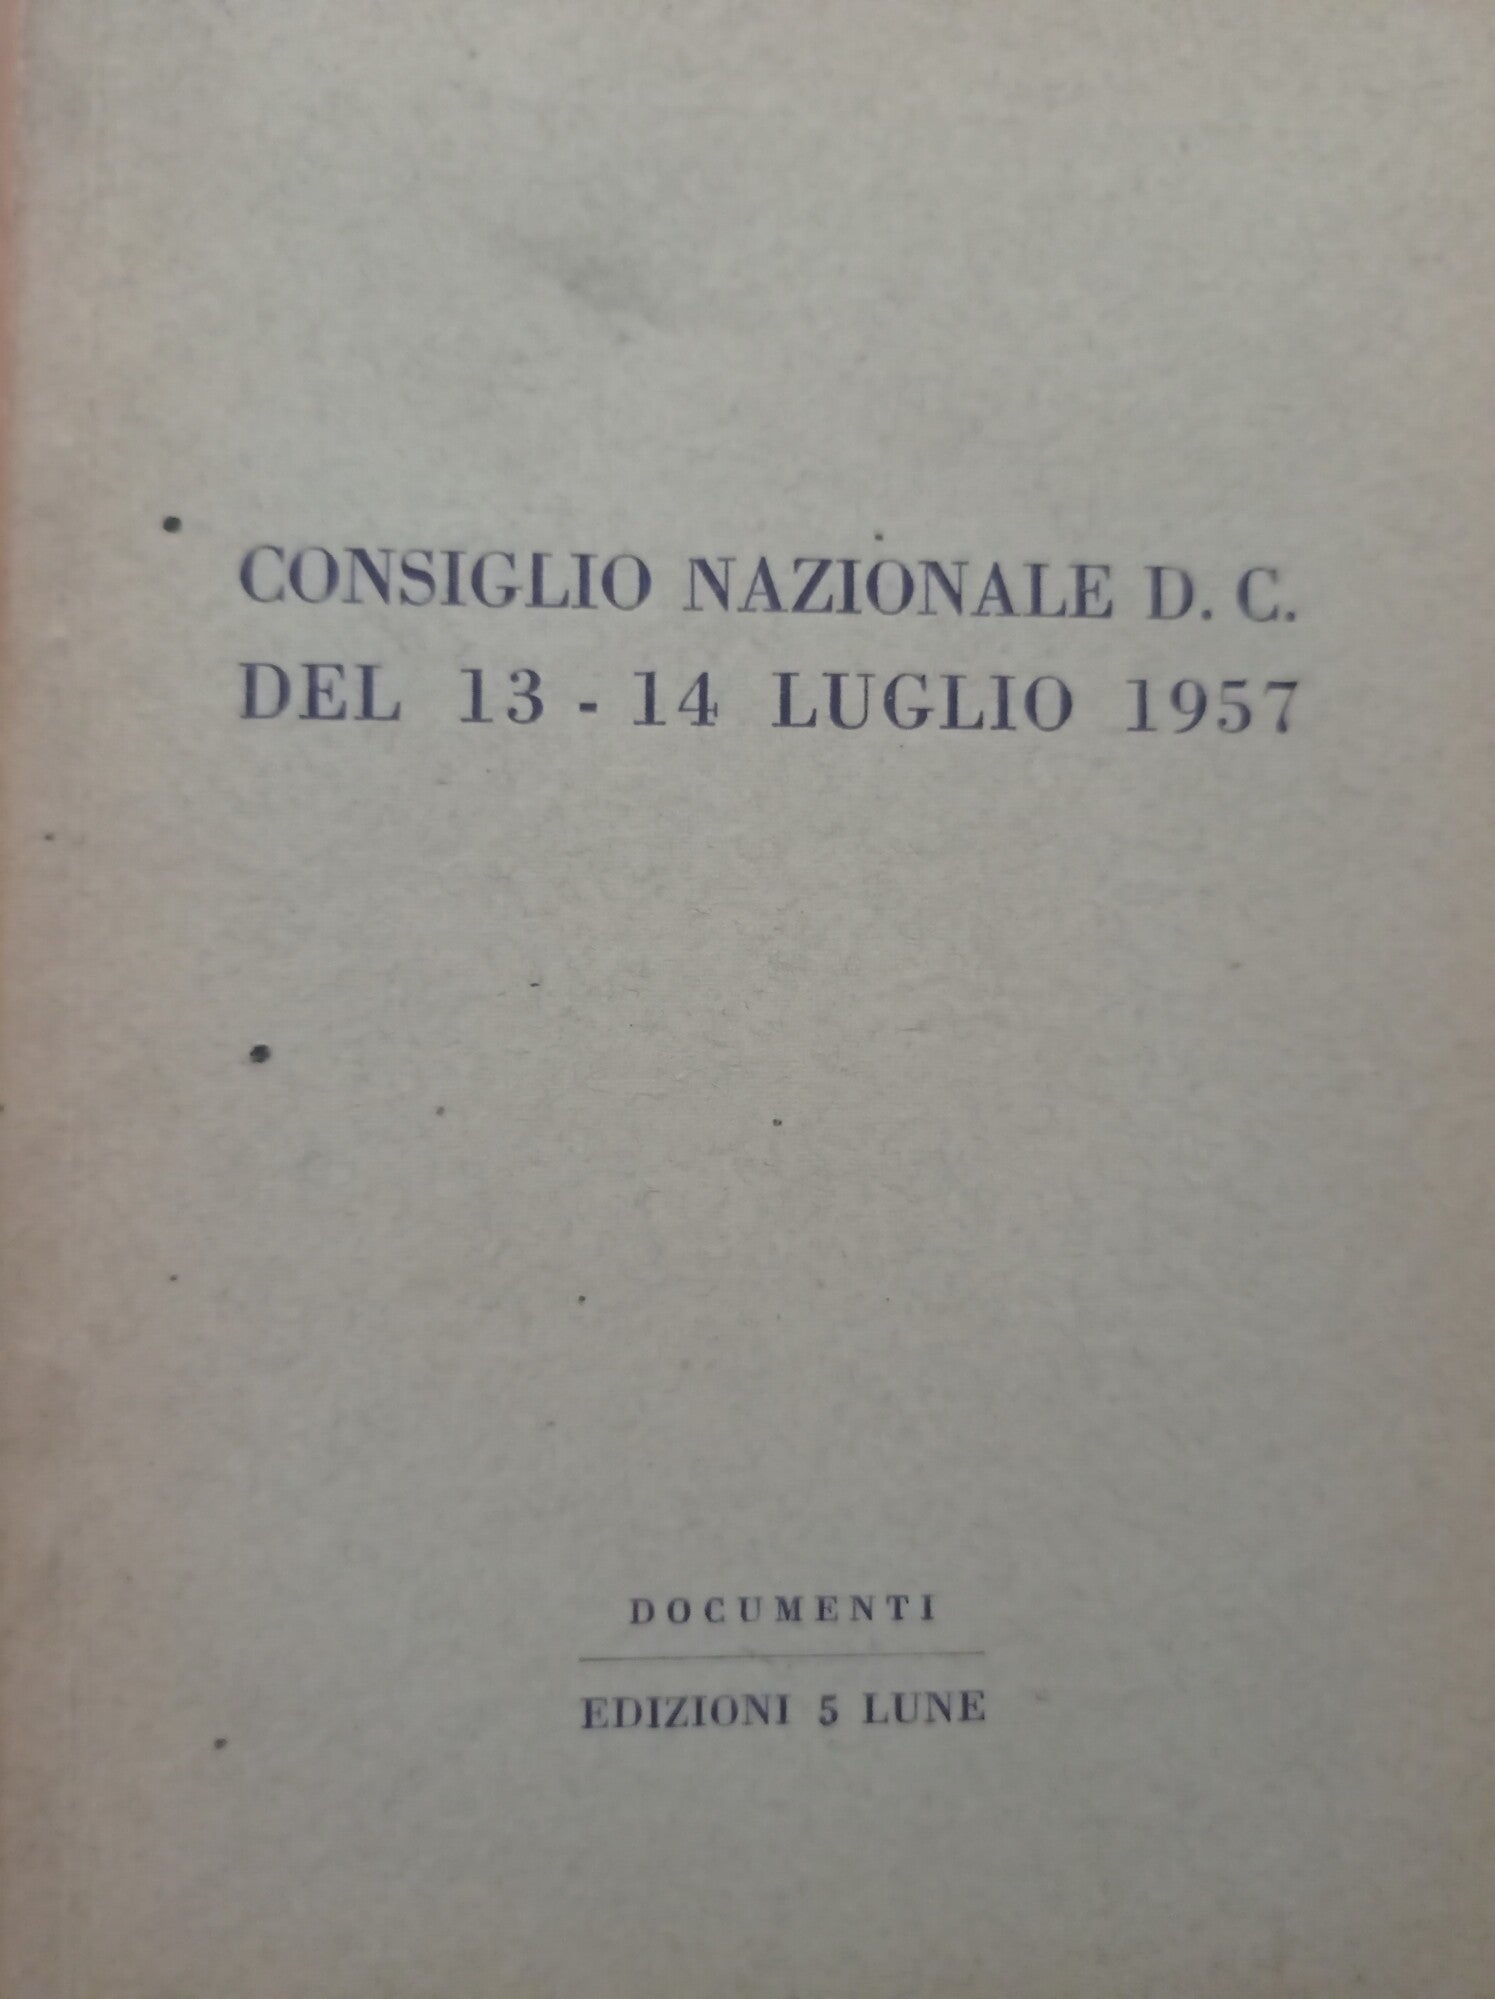 CONSIGLIO NAZIONALE D. C.
DEL 13 - 14 LUGLIO 1957
DOCUMENTI
EDIZIONI 5 LUNE